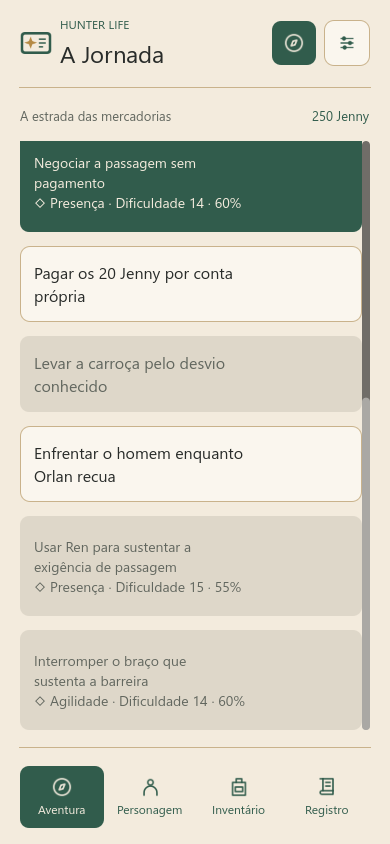 HUNTER LIFE
A Jornada
A estrada das mercadorias
250 Jenny
Negociar a passagem sem
pagamento
◇ Presença · Dificuldade 14 · 60%
Pagar os 20 Jenny por conta
própria
Levar a carroça pelo desvio
conhecido
Enfrentar o homem enquanto
Orlan recua
Usar Ren para sustentar a
exigência de passagem
◇ Presença · Dificuldade 15 · 55%
Interromper o braço que
sustenta a barreira
◇ Agilidade · Dificuldade 14 · 60%
Aventura
Personagem
Inventário
Registro